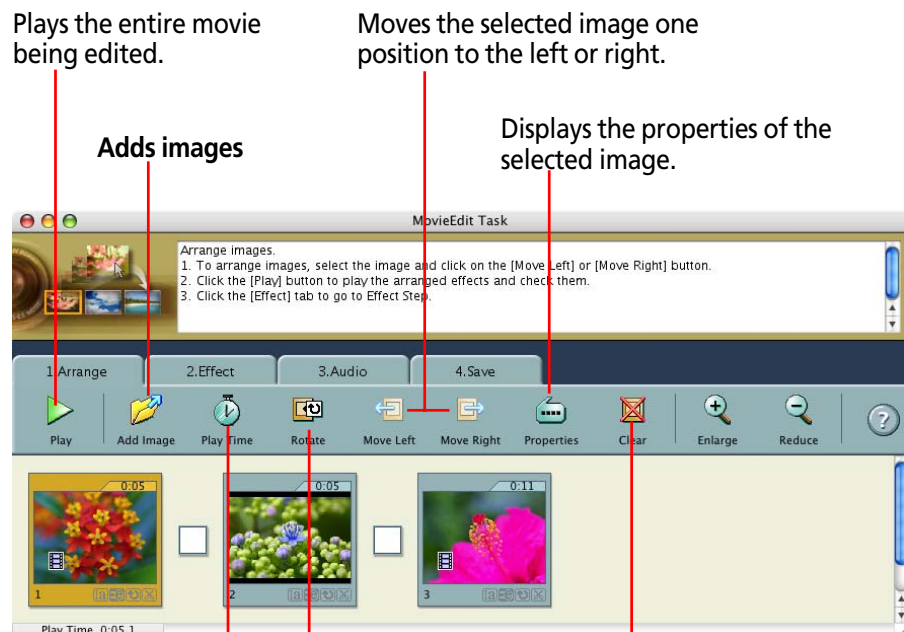 Plays the entire movie
being edited.
Moves the selected image one
position to the left or right.
Adds images
Displays the properties of the
selected image.
MovieEdit Task
Arrange images.
1. To arrange images, select the image and click on the [Move Left] or [Move Right] button.
2. Click the [Play] button to play the arranged effects and check them.
3. Click the [Effect] tab to go to Effect Step.
1.Arrange
2.Effect
3.Audio
4.Save
Play
Add Image
Play Time
Rotate
Move Left
Move Right
Properties
Clear
Enlarge
Reduce
?
0:05
0:05
0:11
1
2
3
Play Time 0:05.1